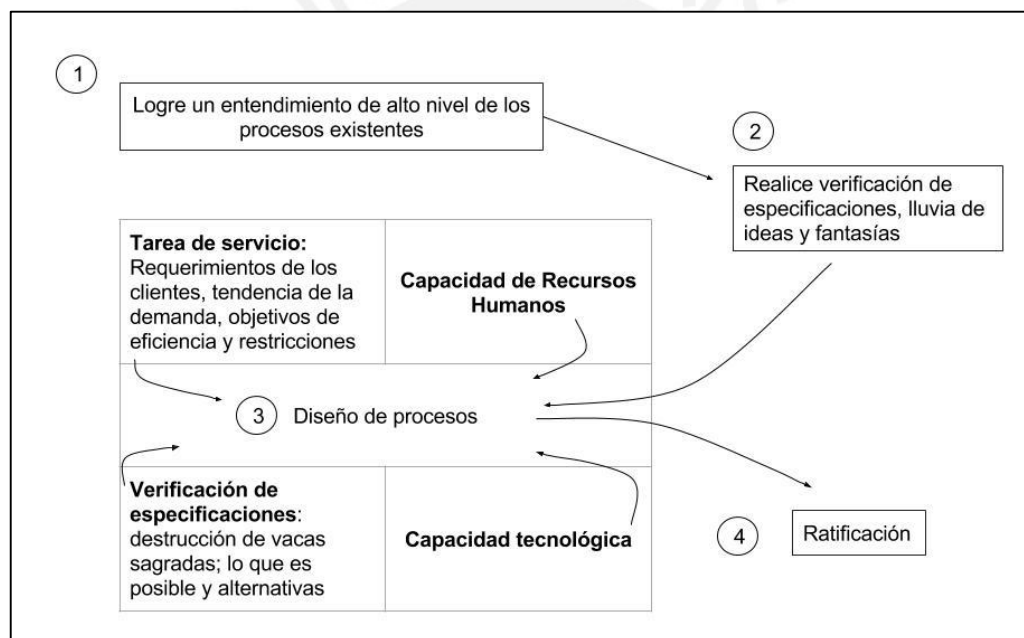 1
Logre un entendimiento de alto nivel de los
procesos existentes
2
Realice verificación de
especificaciones, lluvia de
ideas y fantasías
Tarea de servicio:
Requerimientos de los
clientes, tendencia de la
demanda, objetivos de
eficiencia y restricciones
Capacidad de Recursos
Humanos
3 Diseño de procesos
Verificación de
especificaciones:
destrucción de vacas
sagradas; lo que es
posible y alternativas
Capacidad tecnológica
4
Ratificación